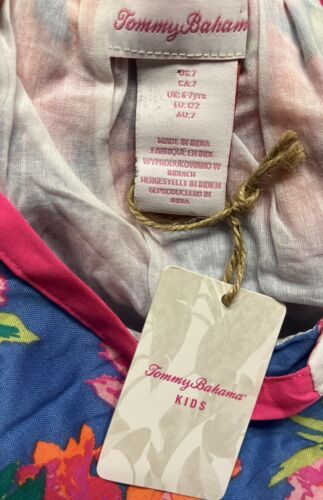 Tommy Bahama
US:7
CA:7
UK: 6-7yrs
EU:122
AU:7
MADE IN INDIA
FABRIQUÉ EN INDE
WYPRODUKOWANO W
INDIACH
HERGESTELLT IN INDIEN
GEPRODUCEERD IN
INDIA
Tommy Bahama®
KIDS